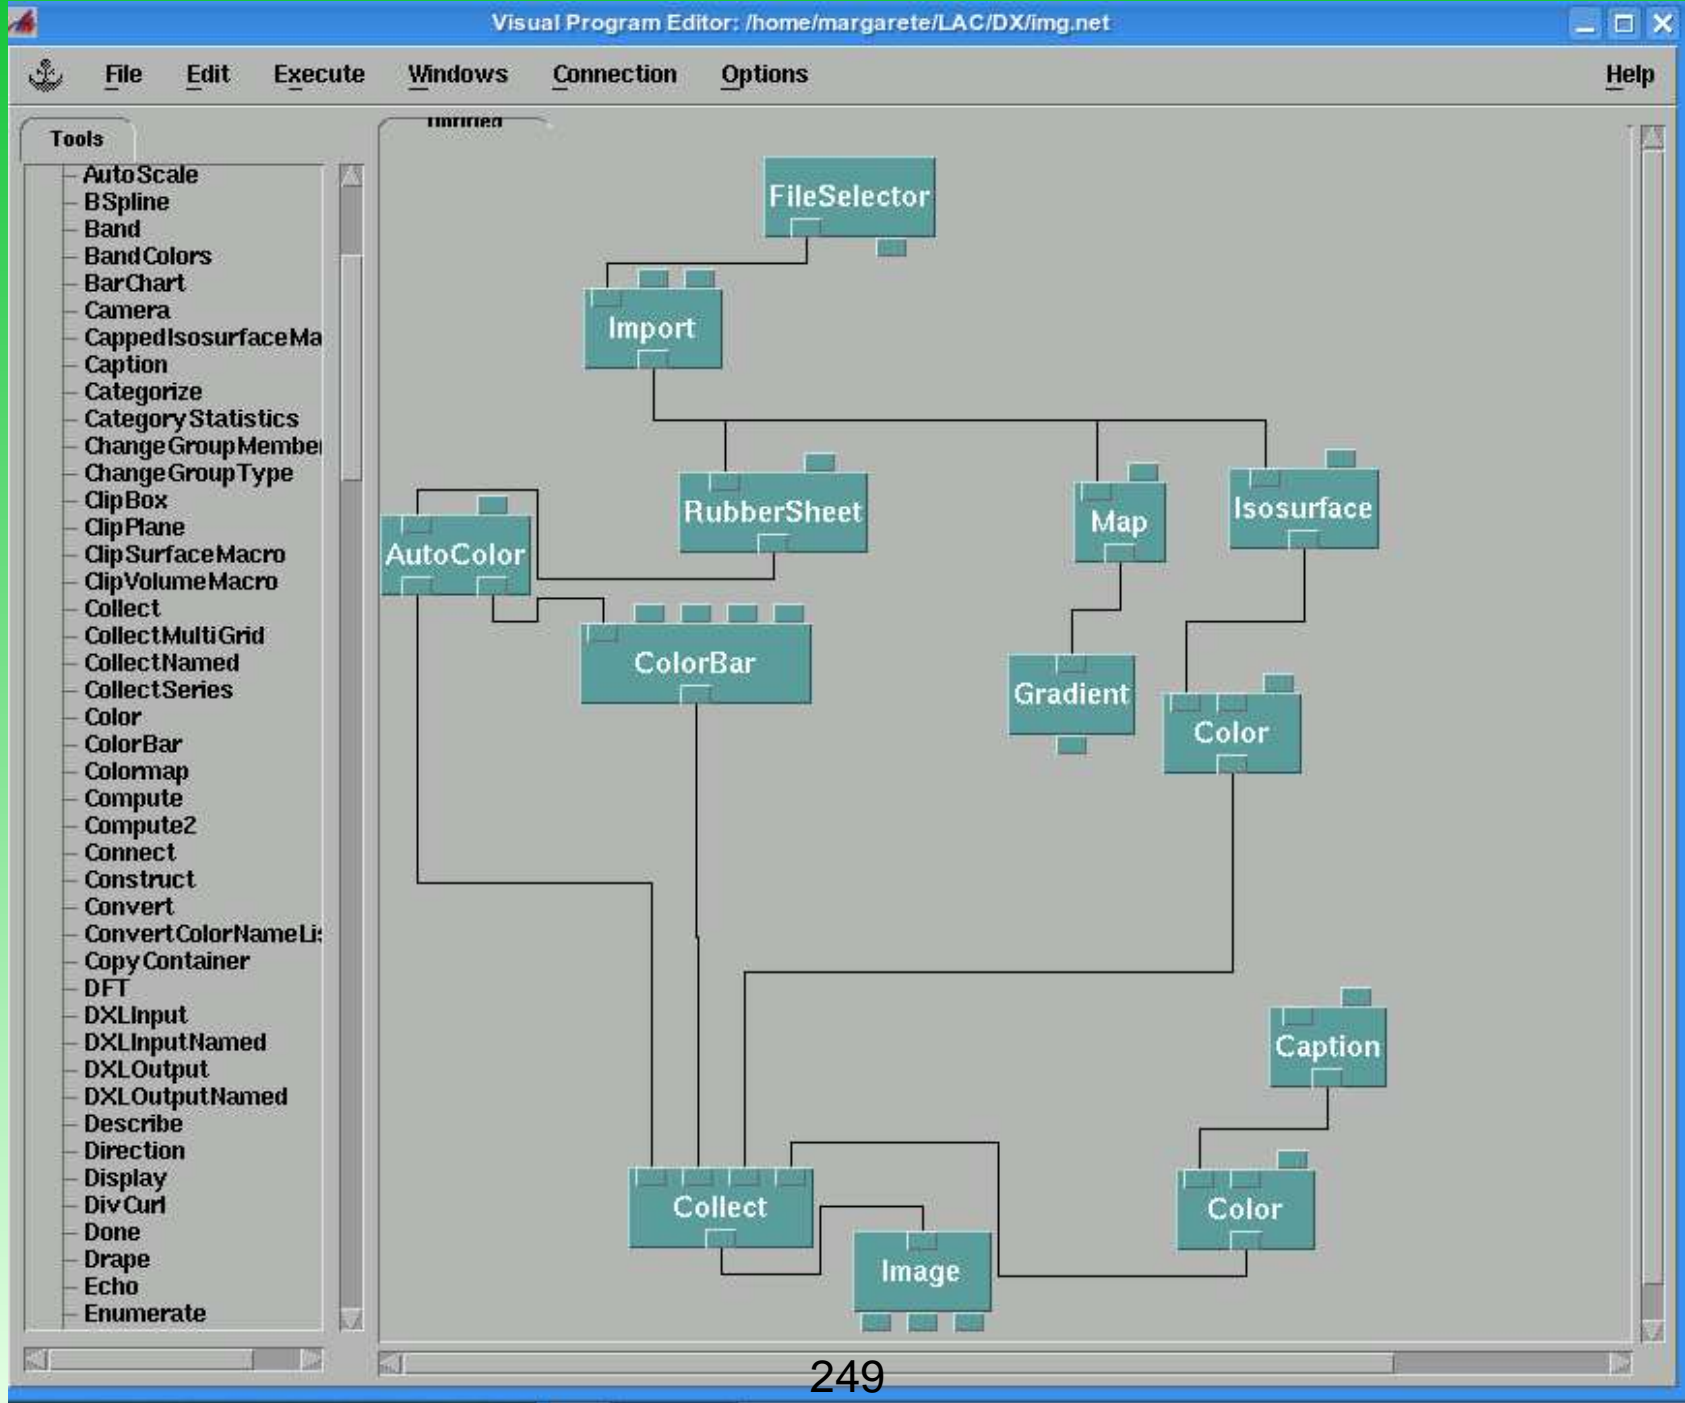 Visual Program Editor: /home/margarete/LAC/DX/img.net
File Edit Execute Windows Connection Options Help
Tools
AutoScale
BSpline
Band
BandColors
BarChart
Camera
CappedIsosurfaceMa
Caption
Categorize
CategoryStatistics
ChangeGroupMember
ChangeGroupType
ClipBox
ClipPlane
ClipSurfaceMacro
ClipVolumeMacro
Collect
CollectMultiGrid
CollectNamed
CollectSeries
Color
ColorBar
Colormap
Compute
Compute2
Connect
Construct
Convert
ConvertColorNameLis
CopyContainer
DFT
DXLInput
DXLInputNamed
DXLOutput
DXLOutputNamed
Describe
Direction
Display
DivCurl
Done
Drape
Echo
Enumerate
Untitled
FileSelector
Import
RubberSheet
Map
Isosurface
AutoColor
ColorBar
Gradient
Color
Caption
Collect
Color
Image
249